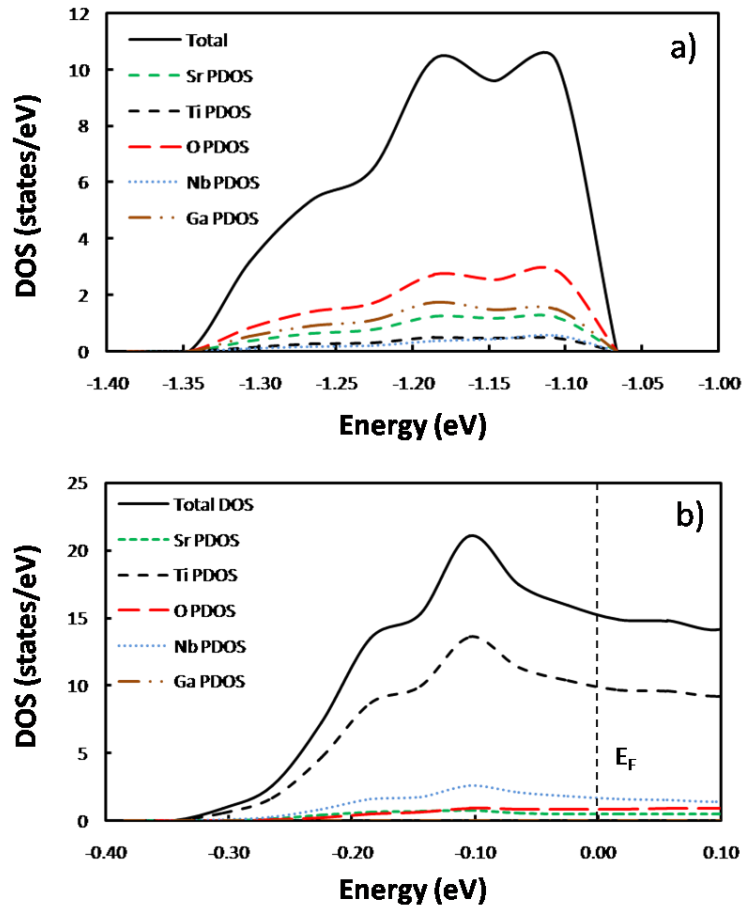 12
10
8
6
4
2
0
DOS (states/eV)
Total
Sr PDOS
Ti PDOS
O PDOS
Nb PDOS
Ga PDOS
a)
-1.40 -1.35 -1.30 -1.25 -1.20 -1.15 -1.10 -1.05 -1.00
Energy (eV)
25
20
15
10
5
0
DOS (states/eV)
Total DOS
Sr PDOS
Ti PDOS
O PDOS
Nb PDOS
Ga PDOS
b)
EF
-0.40 -0.30 -0.20 -0.10 0.00 0.10
Energy (eV)